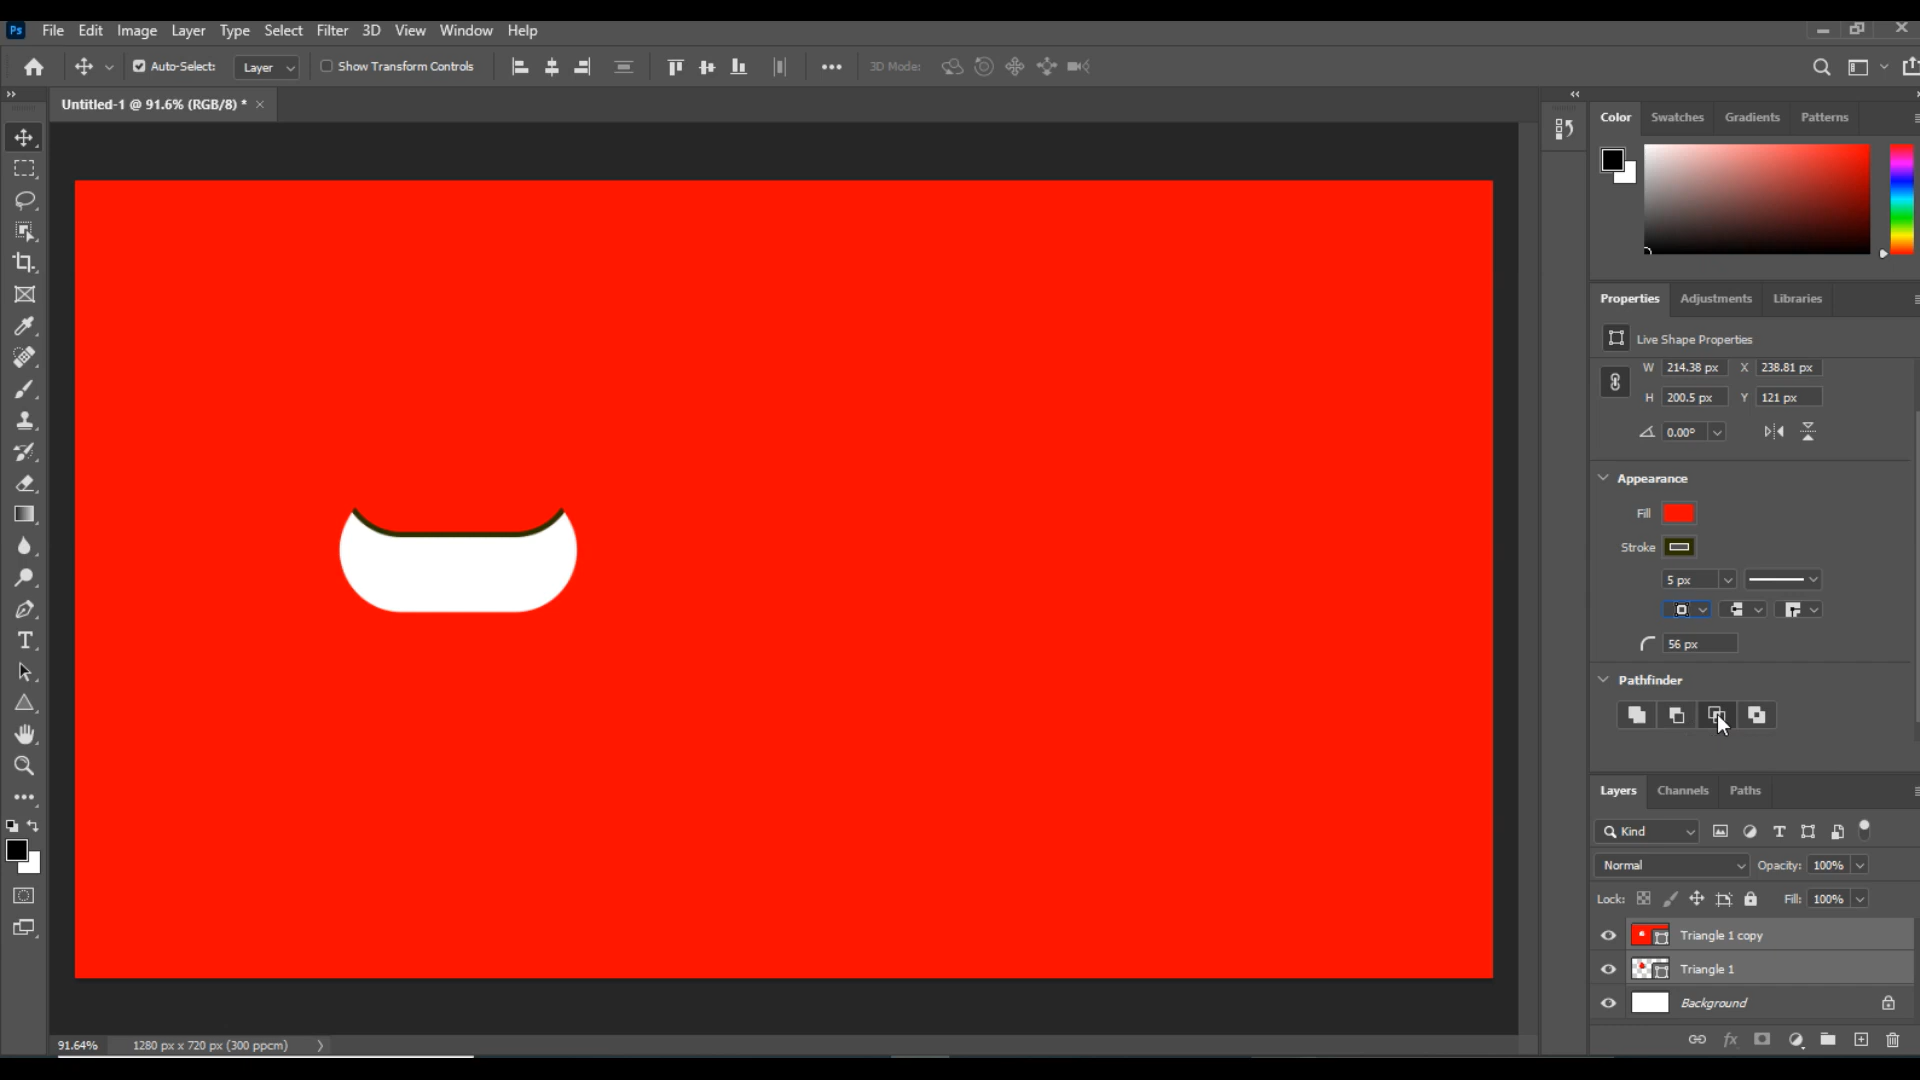 Ps File Edit Image Layer Type Select Filter 3D View Window Help
Auto-Select: Layer Show Transform Controls 3D Mode:
Untitled-1 @ 91.6% (RGB/8) *
Color Swatches Gradients Patterns
Properties Adjustments Libraries
Live Shape Properties
W 214.38 px X 238.81 px
H 200.5 px Y 121 px
0.00°
Appearance
Fill
Stroke
5 px
56 px
Pathfinder
Layers Channels Paths
Kind
Normal Opacity: 100%
Lock: Fill: 100%
Triangle 1 copy
Triangle 1
Background
91.64% 1280 px x 720 px (300 ppcm)